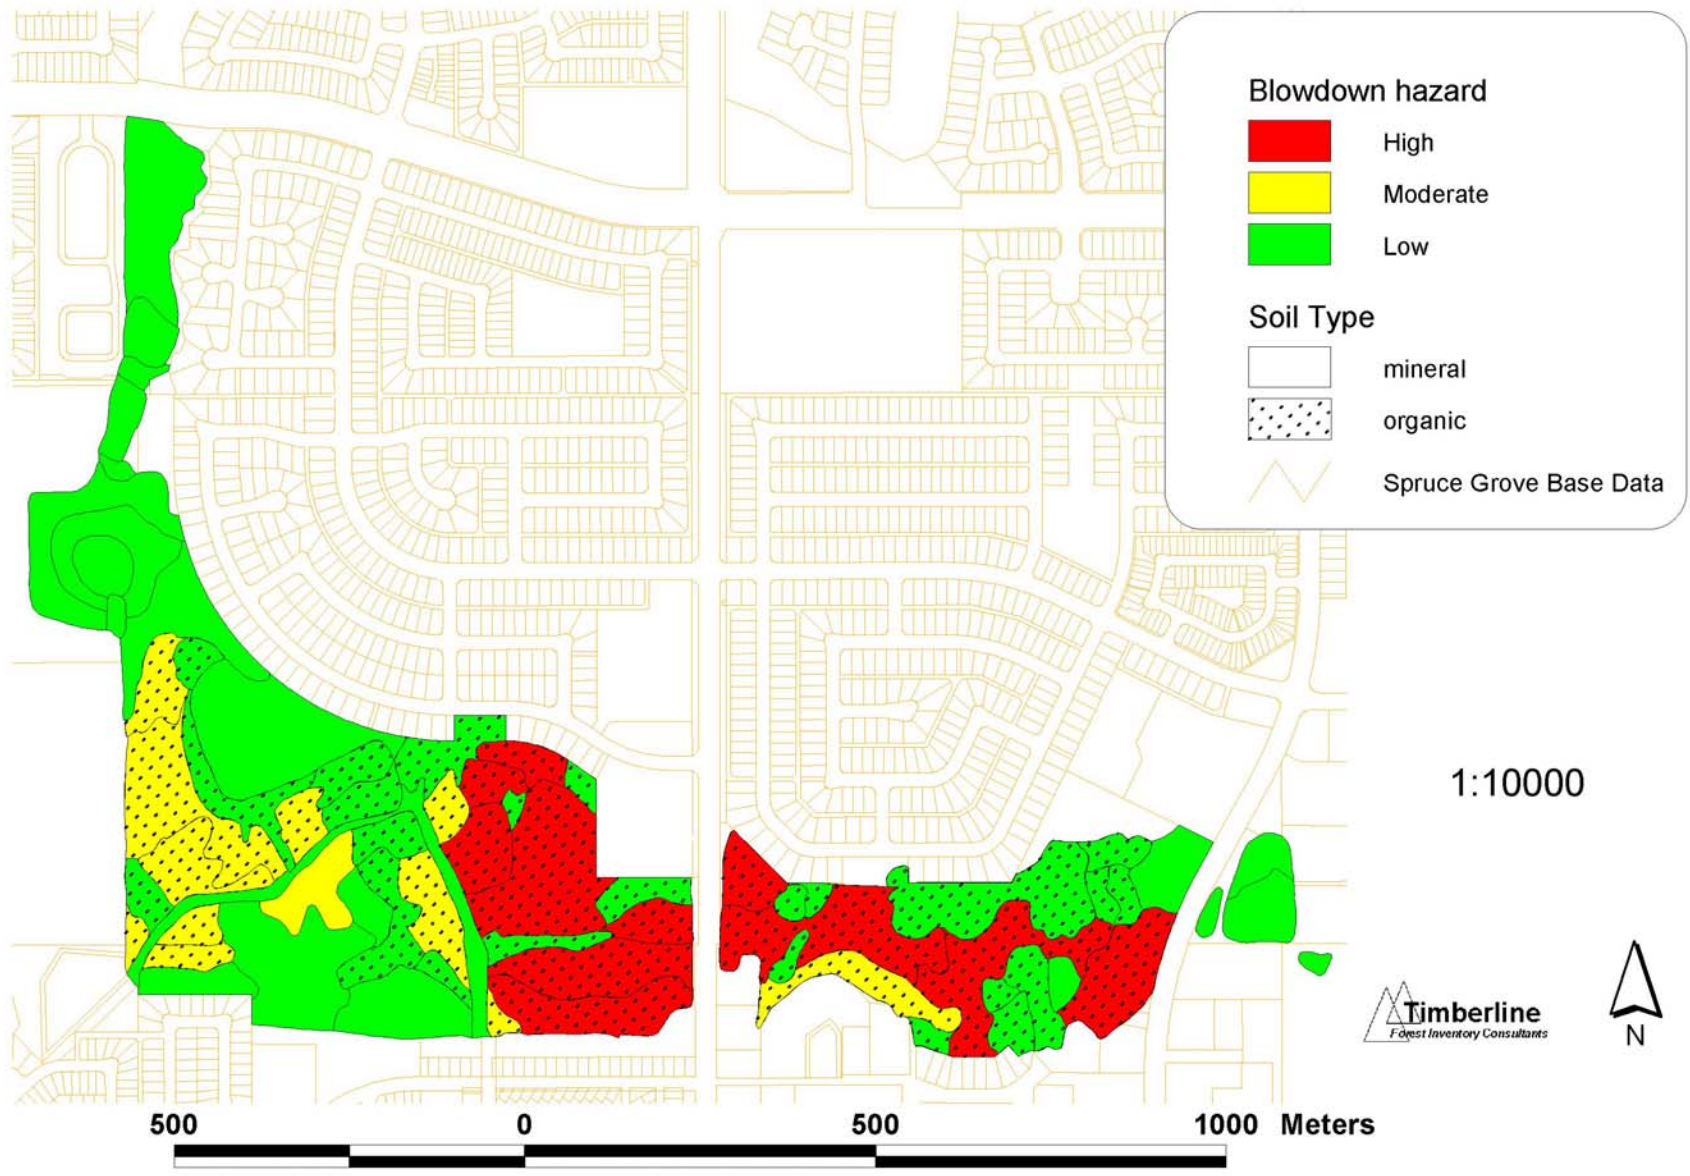 Blowdown hazard
High
Moderate
Low
Soil Type
mineral
organic
Spruce Grove Base Data
1:10000
Timberline
Forest Inventory Consultants
N
500 0 500 1000 Meters